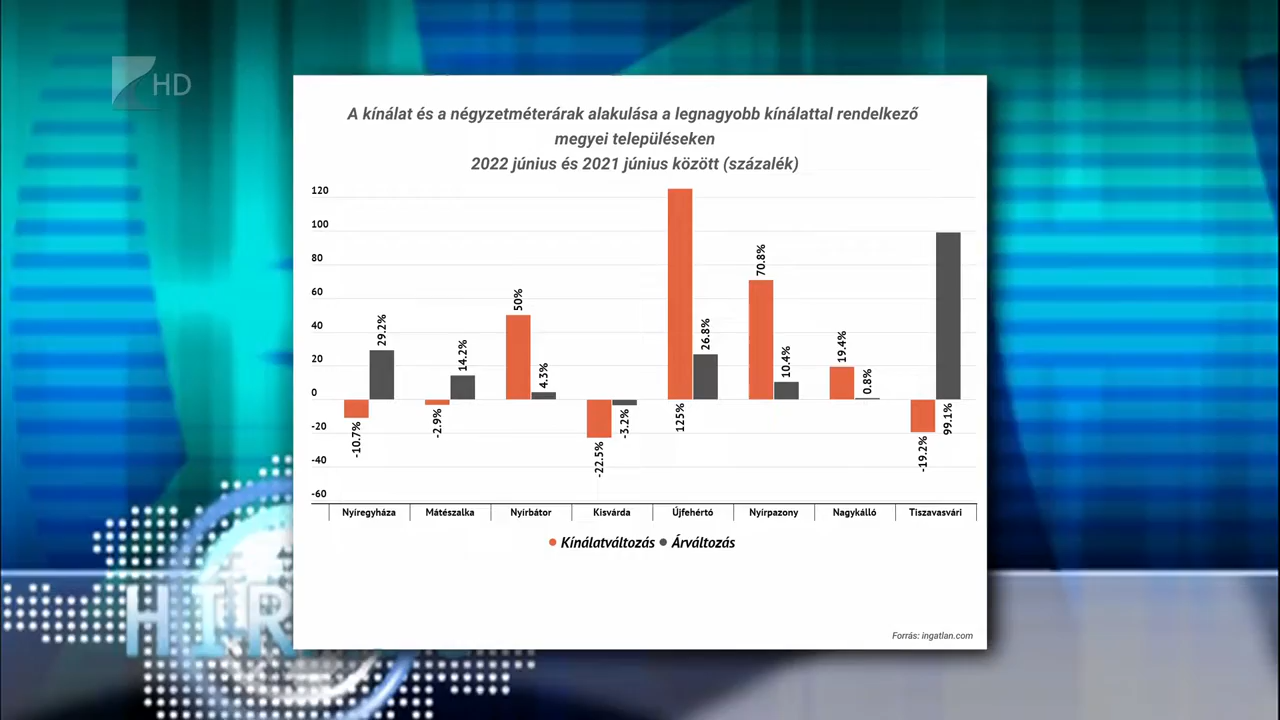 HD
A kínálat és a négyzetméterárak alakulása a legnagyobb kínálattal rendelkező
megyei településeken
2022 június és 2021 június között (százalék)
120
100
80
60
40
20
0
-20
-40
-60
-10.7%
29.2%
-2.9%
14.2%
50%
4.3%
-22.5%
-3.2%
125%
26.8%
70.8%
10.4%
19.4%
0.8%
-19.2%
99.1%
Nyíregyháza
Mátészalka
Nyírbátor
Kisvárda
Újfehértó
Nyírpazony
Nagykálló
Tiszavasvári
Kínálatváltozás
Árváltozás
Forrás: ingatlan.com